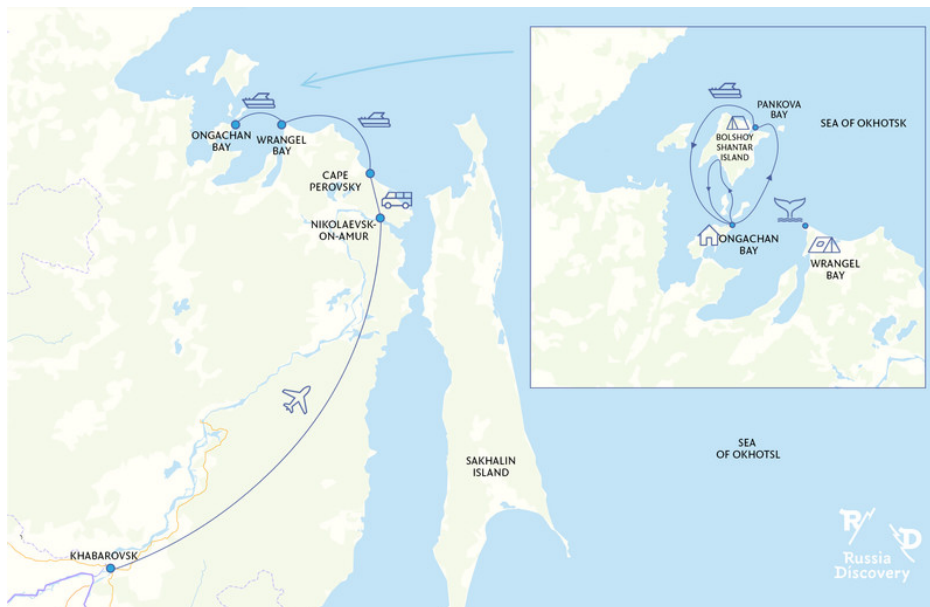 ONGACHAN
BAY
WRANGEL
BAY
CAPE
PEROVSKY
NIKOLAEVSK-
ON-AMUR
KHABAROVSK
SAKHALIN
ISLAND
PANKOVA
BAY
SEA OF OKHOTSK
BOLSHOY
SHANTAR
ISLAND
ONGACHAN
BAY
WRANGEL
BAY
SEA
OF OKHOTSL
R D
Russia
Discovery